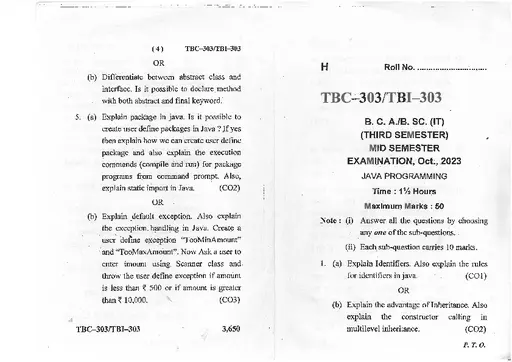 ( 4 ) TBC–303/TBI–303
OR
(b) Differentiate between abstract class and
interface. Is it possible to declare method
with both abstract and final keyword.
5. (a) Explain package in java. Is it possible to
create user define packages in Java ? If yes
then explain how we can create user define
package and also explain the execution
commands (compile and run) for package
programs from command prompt. Also,
explain static import in Java. (CO2)
OR
(b) Explain default exception. Also explain
the exception handling in Java. Create a
user define exception "TooMinAmount"
and "TooMaxAmount". Now Ask a user to
enter amount using Scanner class and
throw the user define exception if amount
is less than ₹ 500 or if amount is greater
than ₹ 10,000. (CO3)
TBC–303/TBI–303 3,650
H Roll No. ..............................
TBC–303/TBI–303
B. C. A./B. SC. (IT)
(THIRD SEMESTER)
MID SEMESTER
EXAMINATION, Oct., 2023
JAVA PROGRAMMING
Time : 1½ Hours
Maximum Marks : 50
Note : (i) Answer all the questions by choosing
any one of the sub-questions.
(ii) Each sub-question carries 10 marks.
1. (a) Explain Identifiers. Also explain the rules
for identifiers in java. (CO1)
OR
(b) Explain the advantage of Inheritance. Also
explain the constructor calling in
multilevel inheritance. (CO2)
P. T. O.